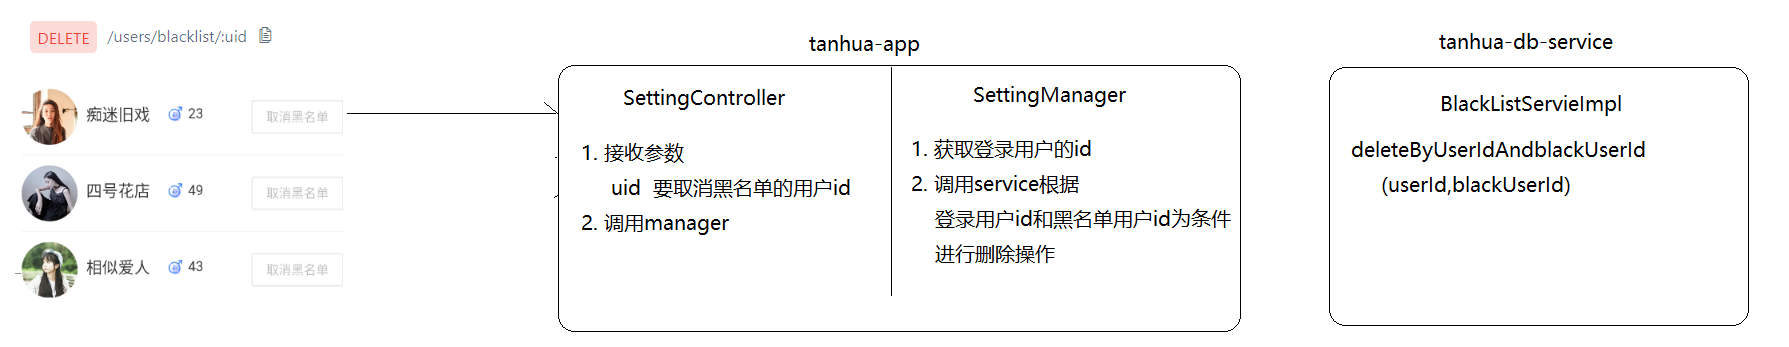 DELETE /users/blacklist/:uid
痴迷旧戏 23 取消黑名单
四号花店 49 取消黑名单
相似爱人 43 取消黑名单
tanhua-app
SettingController
1. 接收参数
uid 要取消黑名单的用户id
2. 调用manager
SettingManager
1. 获取登录用户的id
2. 调用service根据
登录用户id和黑名单用户id为条件
进行删除操作
tanhua-db-service
BlackListServieImpl
deleteByUserIdAndblackUserId
(userId,blackUserId)